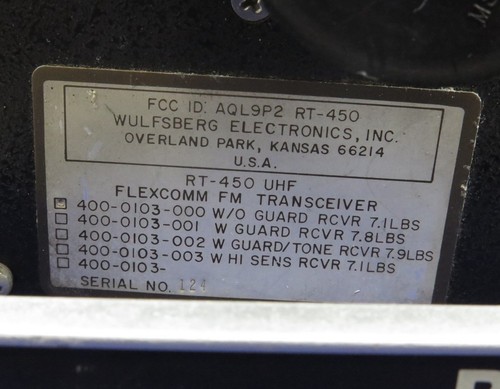 FCC ID: AQL9P2 RT-450
WULFSBERG ELECTRONICS, INC.
OVERLAND PARK, KANSAS 66214
U.S.A.
RT-450 UHF
FLEXCOMM FM TRANSCEIVER
400-0103-000 W/O GUARD RCVR 7.1LBS
400-0103-001 W GUARD RCVR 7.8LBS
400-0103-002 W GUARD/TONE RCVR 7.9LBS
400-0103-003 W HI SENS RCVR 7.1LBS
400-0103-
SERIAL NO. 124